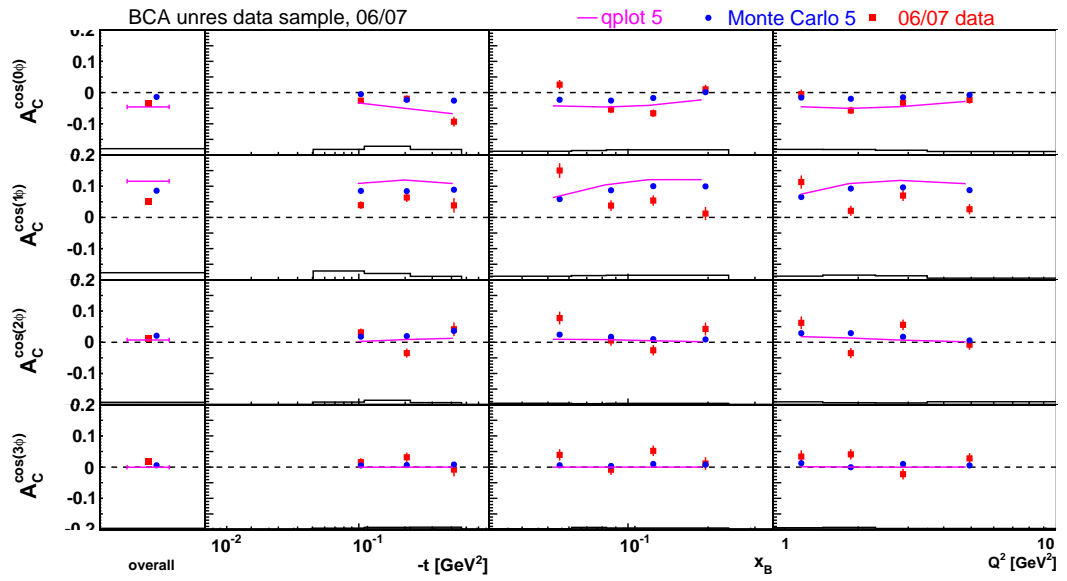 BCA unres data sample, 06/07 qplot 5 Monte Carlo 5 06/07 data
0.2
0.1
0
-0.1
A_C^cos(0ϕ)
0.2
0.1
0
-0.1
A_C^cos(1ϕ)
0.2
0.1
0
-0.1
A_C^cos(2ϕ)
0.2
0.1
0
-0.1
-0.2
A_C^cos(3ϕ)
10^-2 10^-1 10^-1 1 10
overall -t [GeV^2] x_B Q^2 [GeV^2]